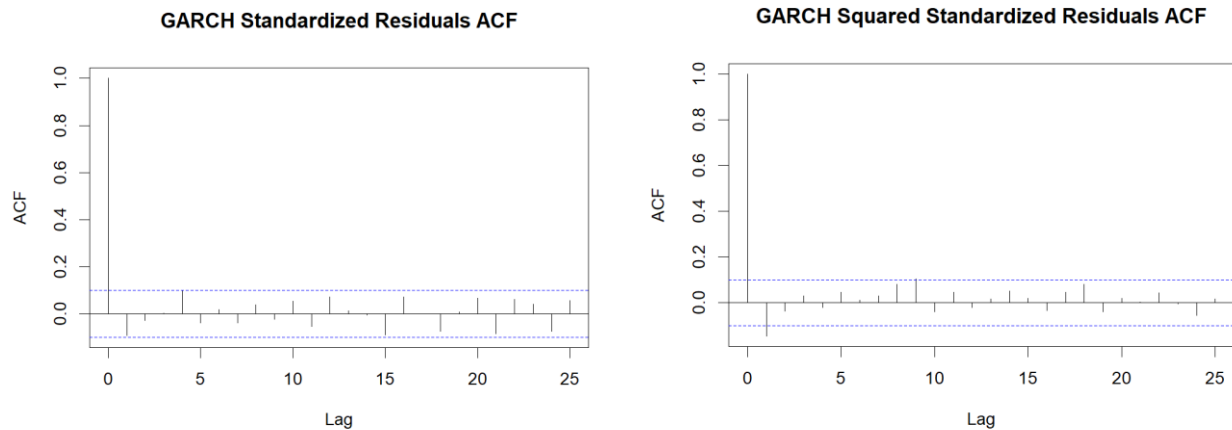 GARCH Standardized Residuals ACF
ACF
0.0 0.2 0.4 0.6 0.8 1.0
0 5 10 15 20 25
Lag
GARCH Squared Standardized Residuals ACF
ACF
0.0 0.2 0.4 0.6 0.8 1.0
0 5 10 15 20 25
Lag